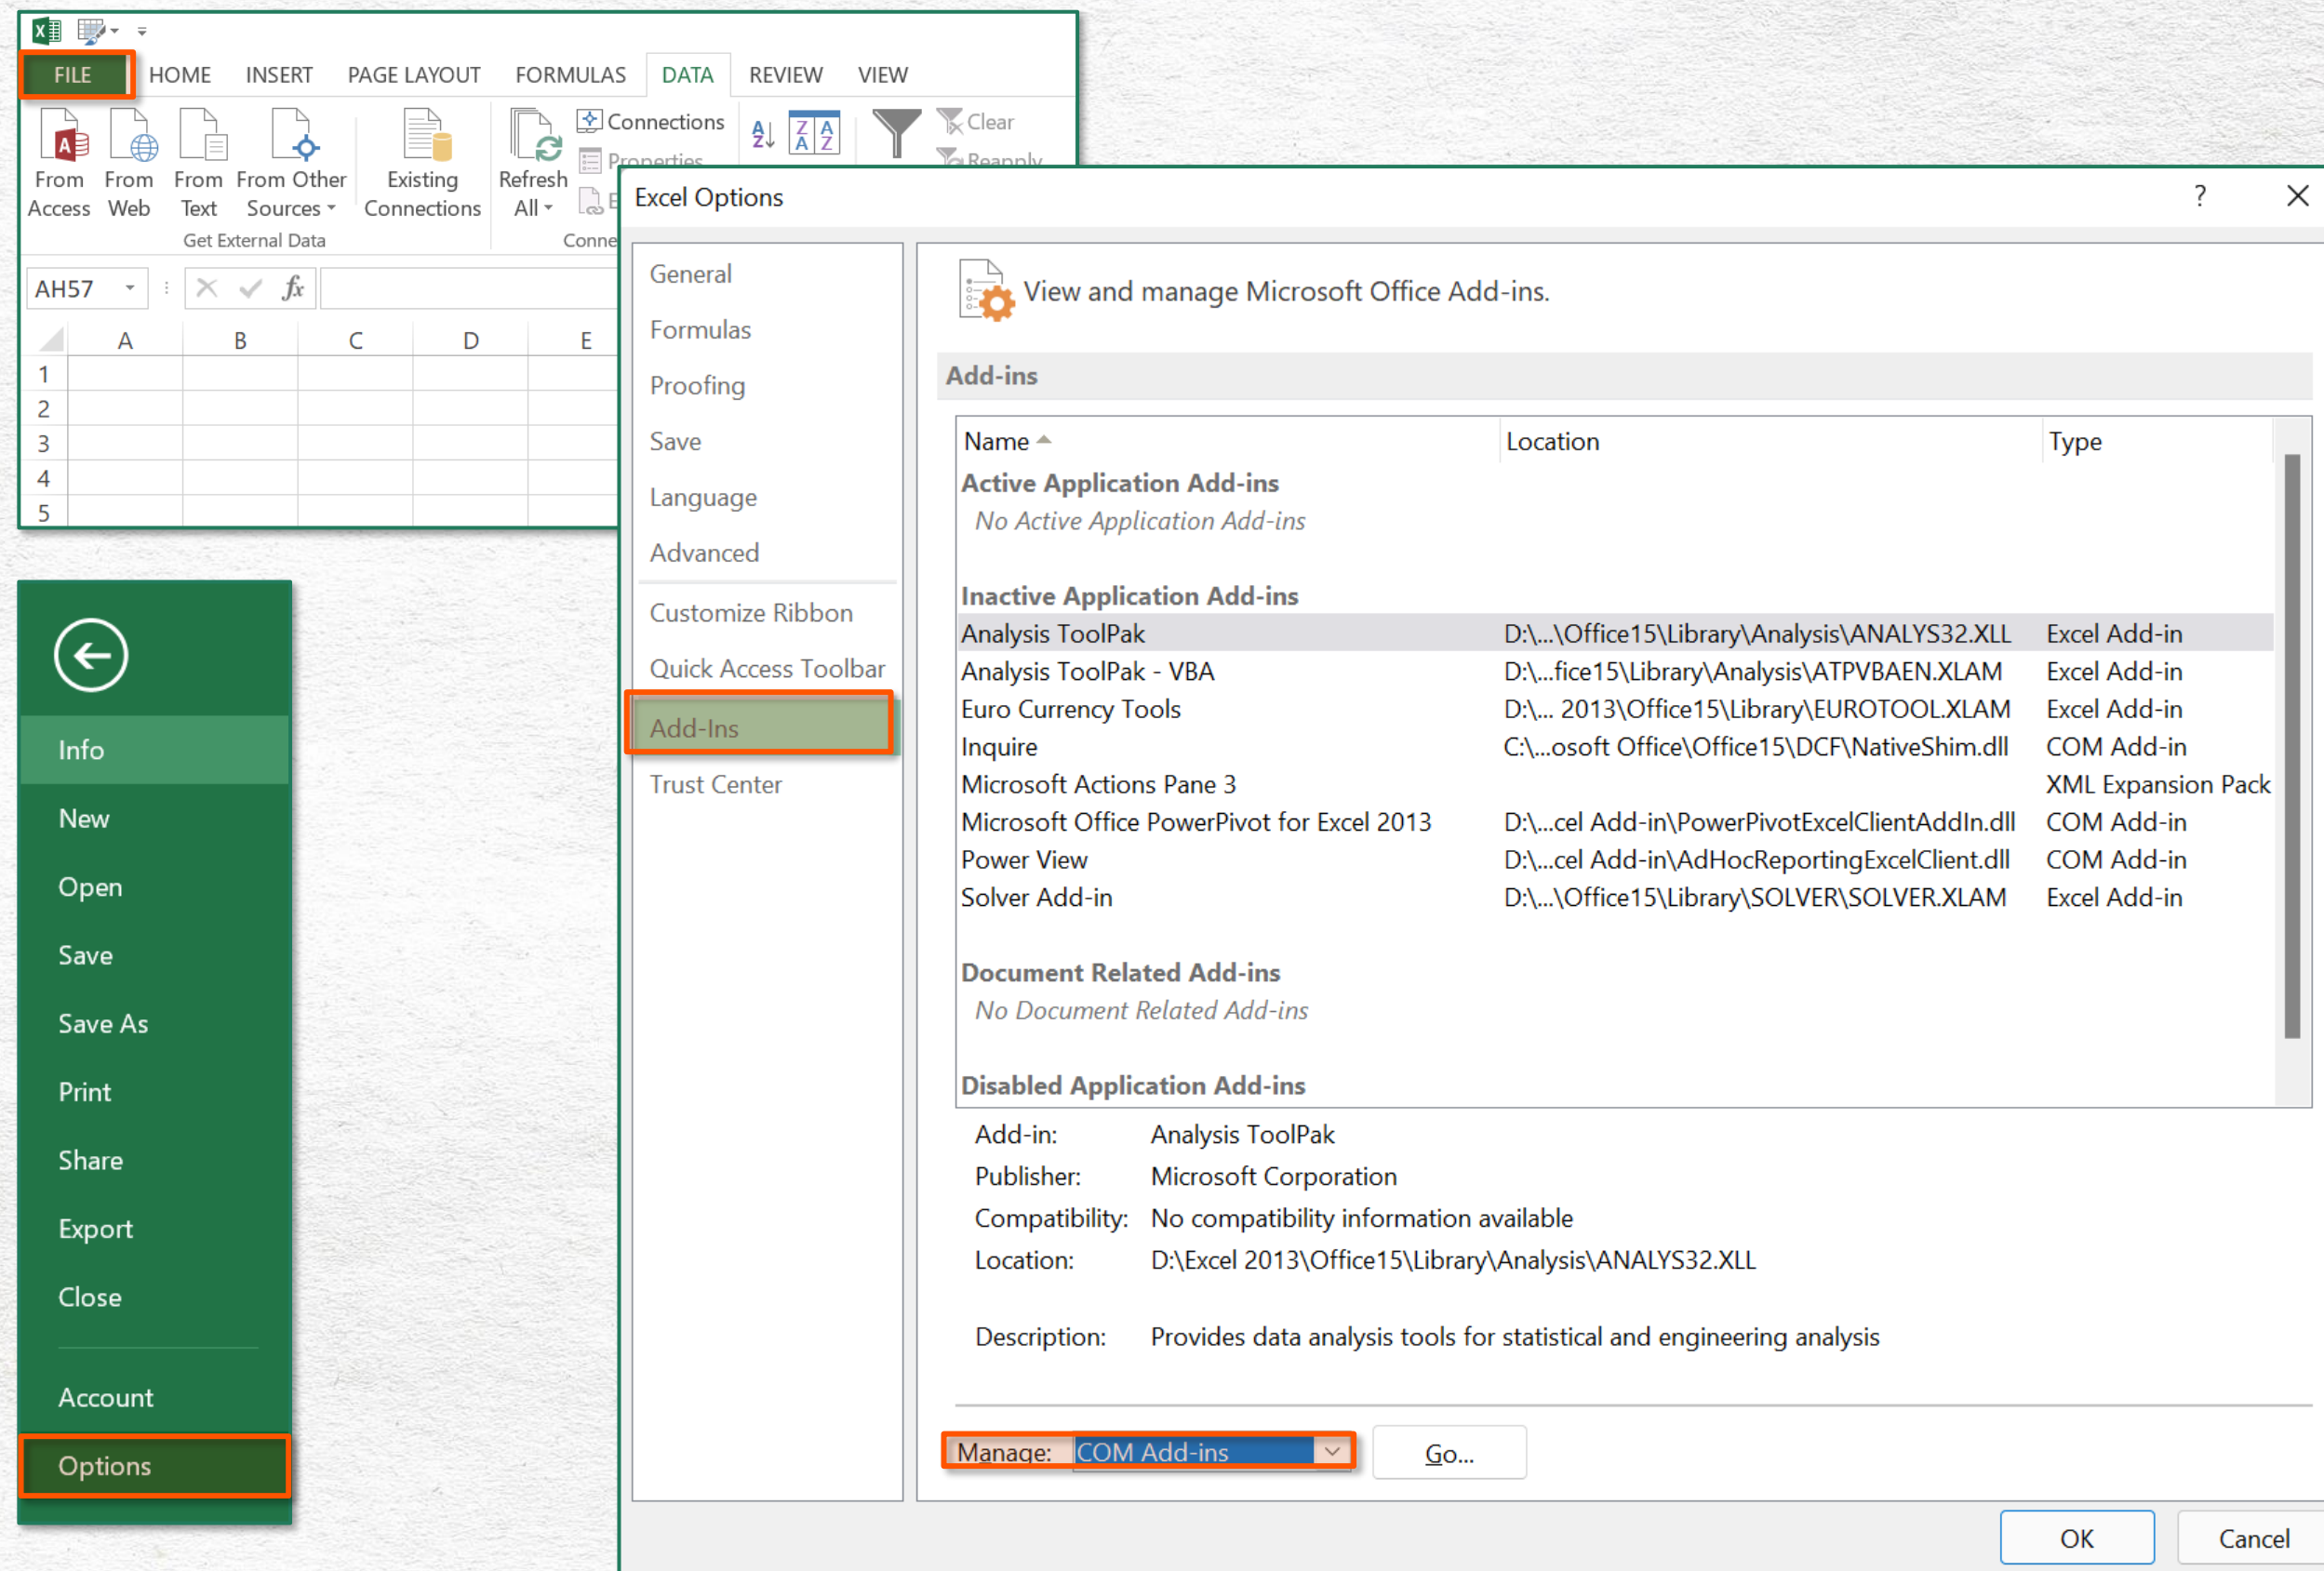 FILE HOME INSERT PAGE LAYOUT FORMULAS DATA REVIEW VIEW
From Access
From Web
From Text
From Other Sources
Existing Connections
Get External Data
Refresh All
Connections
Properties
Conne
A Z
Z A
A Z
Clear
Reapply
AH57 fx
A B C D E
1
2
3
4
5
Info
New
Open
Save
Save As
Print
Share
Export
Close
Account
Options
Excel Options ?
General
Formulas
Proofing
Save
Language
Advanced
Customize Ribbon
Quick Access Toolbar
Add-Ins
Trust Center
View and manage Microsoft Office Add-ins.
Add-ins
Name Location Type
Active Application Add-ins
No Active Application Add-ins
Inactive Application Add-ins
Analysis ToolPak D:\...\Office15\Library\Analysis\ANALYS32.XLL Excel Add-in
Analysis ToolPak - VBA D:\...fice15\Library\Analysis\ATPVBAEN.XLAM Excel Add-in
Euro Currency Tools D:\... 2013\Office15\Library\EUROTOOL.XLAM Excel Add-in
Inquire C:\...osoft Office\Office15\DCF\NativeShim.dll COM Add-in
Microsoft Actions Pane 3 XML Expansion Pack
Microsoft Office PowerPivot for Excel 2013 D:\...cel Add-in\PowerPivotExcelClientAddIn.dll COM Add-in
Power View D:\...cel Add-in\AdHocReportingExcelClient.dll COM Add-in
Solver Add-in D:\...\Office15\Library\SOLVER\SOLVER.XLAM Excel Add-in
Document Related Add-ins
No Document Related Add-ins
Disabled Application Add-ins
Add-in: Analysis ToolPak
Publisher: Microsoft Corporation
Compatibility: No compatibility information available
Location: D:\Excel 2013\Office15\Library\Analysis\ANALYS32.XLL
Description: Provides data analysis tools for statistical and engineering analysis
Manage: COM Add-ins Go...
OK Cancel